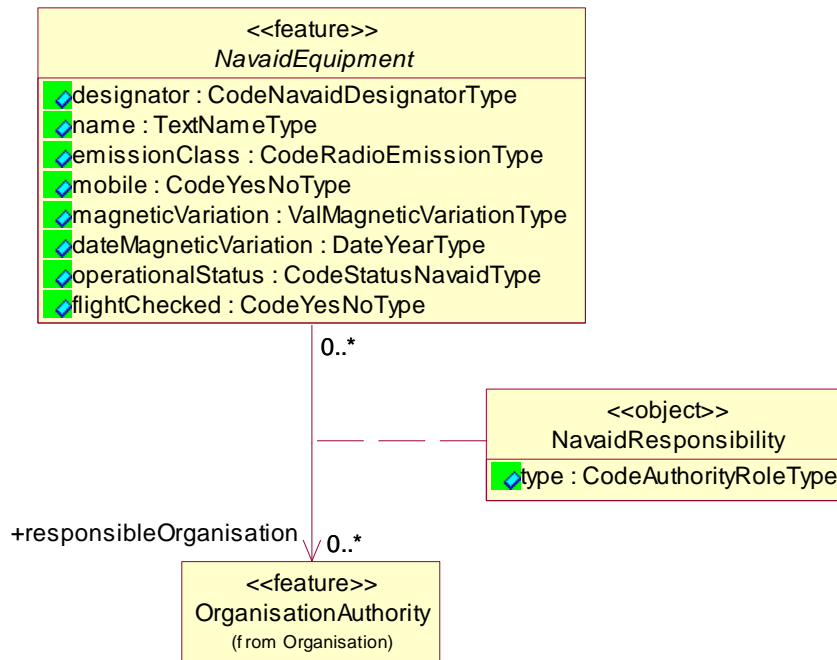 <<feature>>
NavaidEquipment
designator : CodeNavaidDesignatorType
name : TextNameType
emissionClass : CodeRadioEmissionType
mobile : CodeYesNoType
magneticVariation : ValMagneticVariationType
dateMagneticVariation : DateYearType
operationalStatus : CodeStatusNavaidType
flightChecked : CodeYesNoType
0..*
<<object>>
NavaidResponsibility
type : CodeAuthorityRoleType
+responsibleOrganisation
0..*
<<feature>>
OrganisationAuthority
(from Organisation)